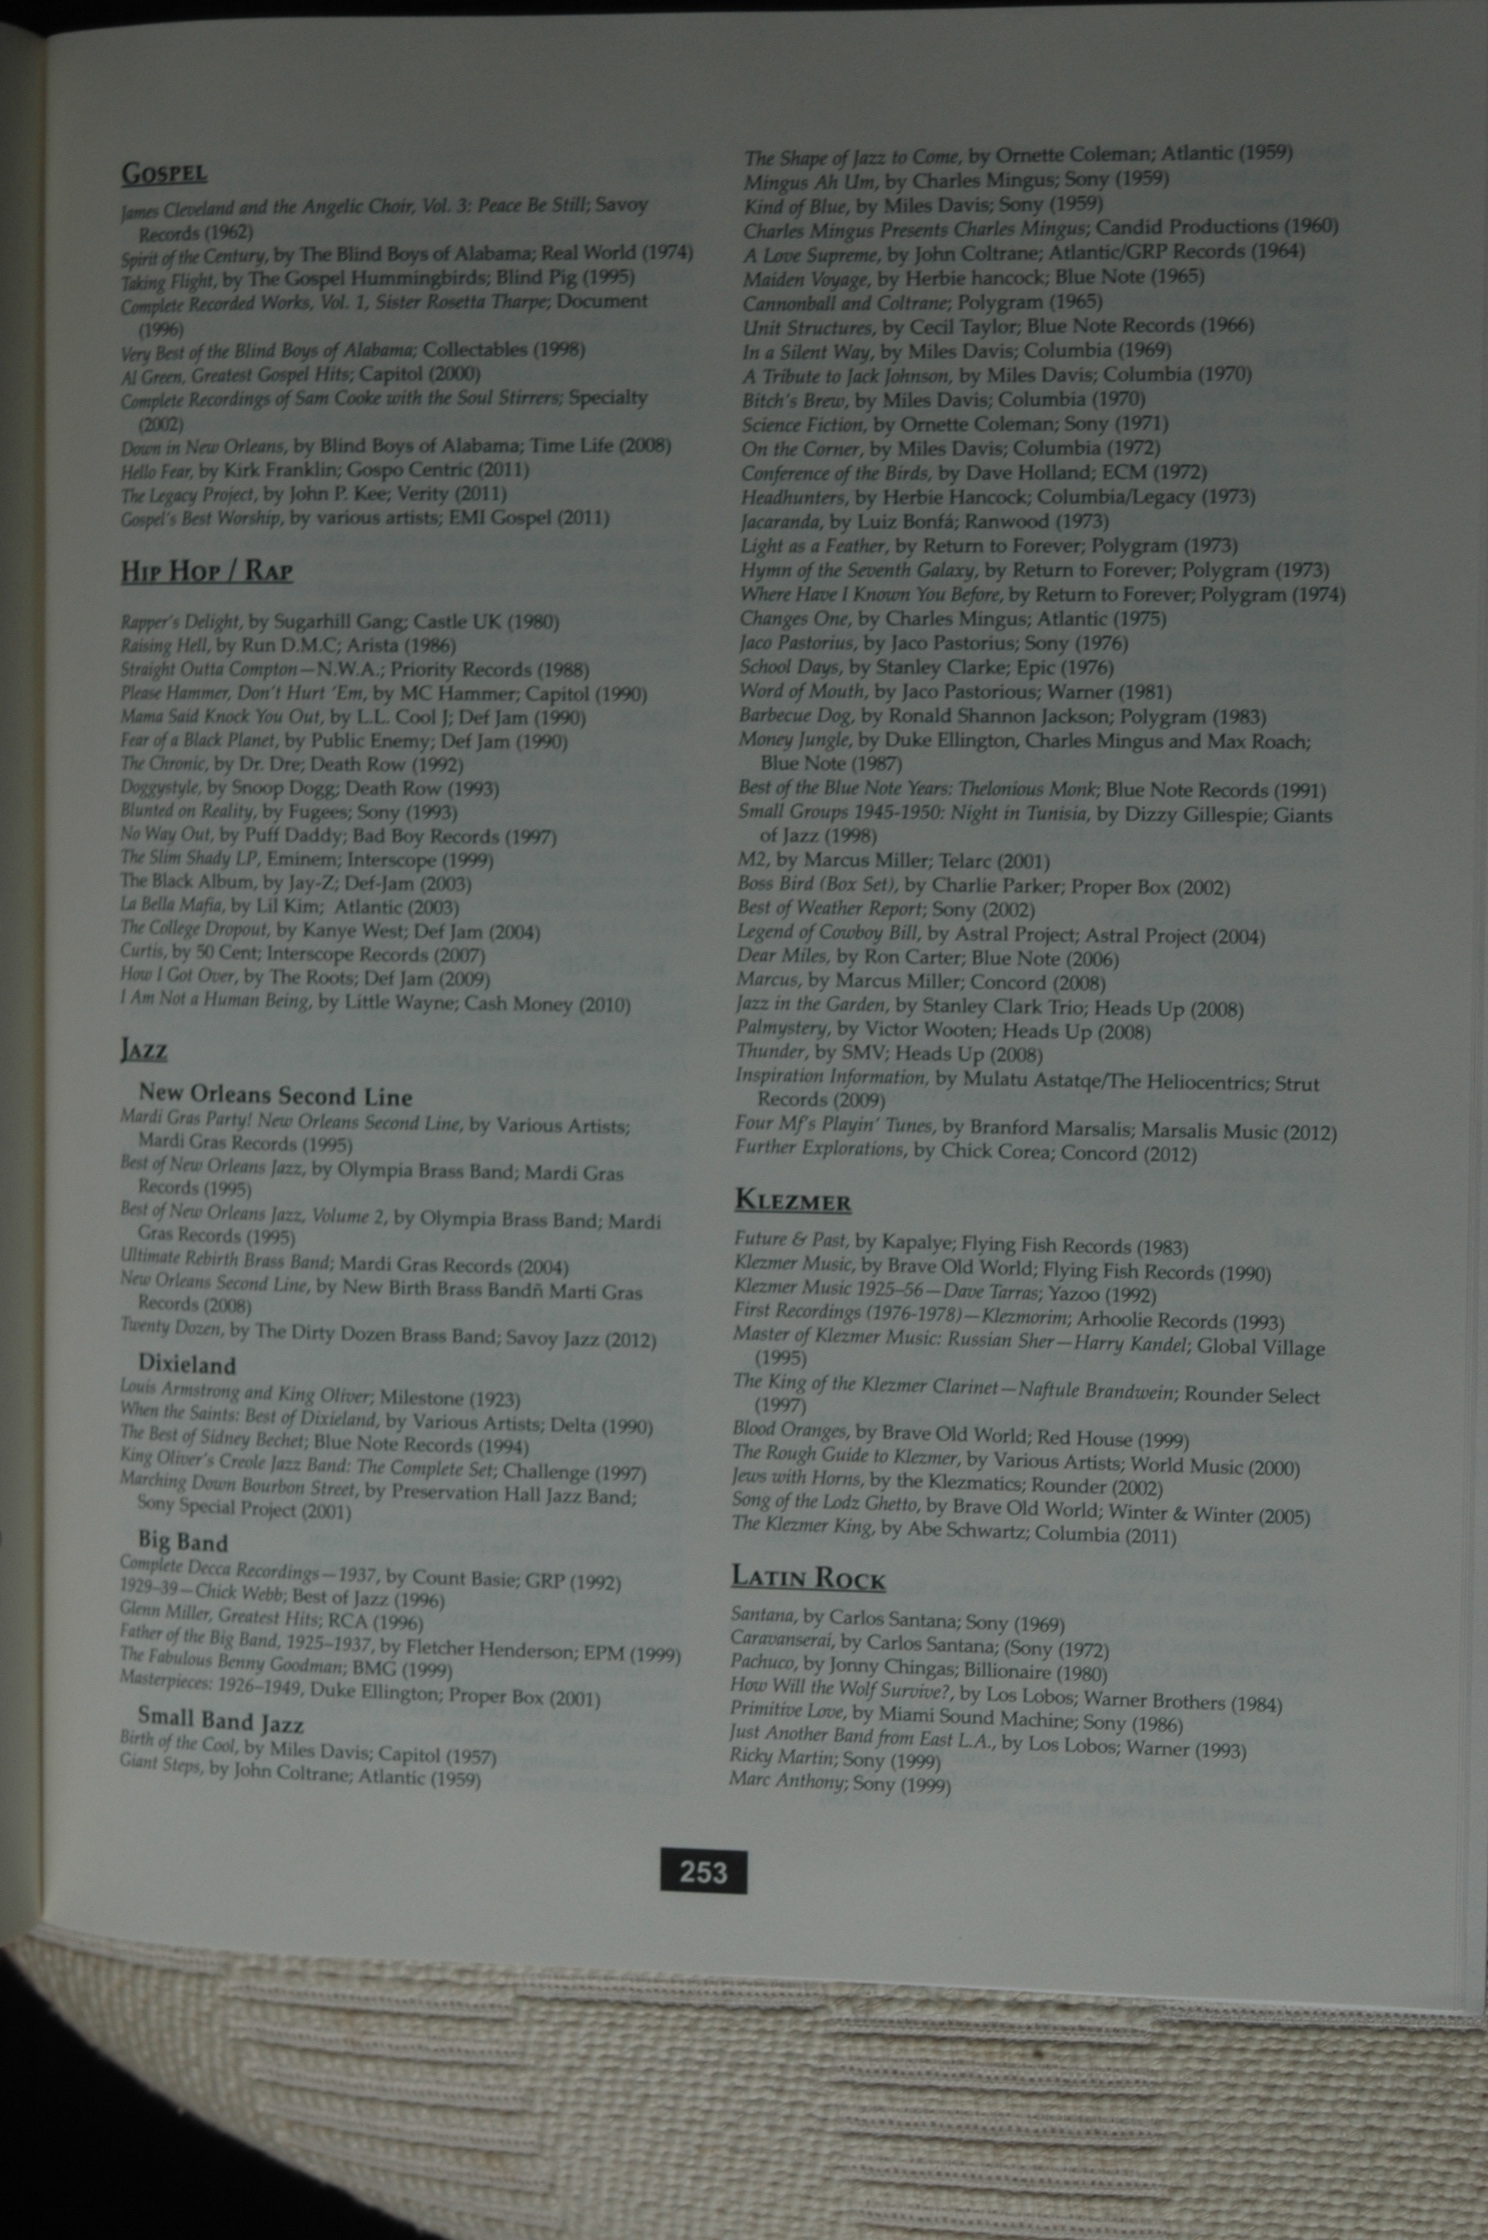 GOSPEL
James Cleveland and the Angelic Choir, Vol. 3: Peace Be Still; Savoy
Records (1962)
Spirit of the Century, by The Blind Boys of Alabama; Real World (1974)
Taking Flight, by The Gospel Hummingbirds; Blind Pig (1995)
Complete Recorded Works, Vol. 1, Sister Rosetta Tharpe; Document
(1996)
Very Best of the Blind Boys of Alabama; Collectables (1998)
Al Green, Greatest Gospel Hits; Capitol (2000)
Complete Recordings of Sam Cooke with the Soul Stirrers; Specialty
(2002)
Down in New Orleans, by Blind Boys of Alabama; Time Life (2008)
Hello Fear, by Kirk Franklin; Gospo Centric (2011)
The Legacy Project, by John P. Kee; Verity (2011)
Gospel's Best Worship, by various artists; EMI Gospel (2011)
HIP HOP / RAP
Rapper's Delight, by Sugarhill Gang; Castle UK (1980)
Raising Hell, by Run D.M.C; Arista (1986)
Straight Outta Compton—N.W.A.; Priority Records (1988)
Please Hammer, Don't Hurt 'Em, by MC Hammer; Capitol (1990)
Mama Said Knock You Out, by L.L. Cool J; Def Jam (1990)
Fear of a Black Planet, by Public Enemy; Def Jam (1990)
The Chronic, by Dr. Dre; Death Row (1992)
Doggystyle, by Snoop Dogg; Death Row (1993)
Blunted on Reality, by Fugees; Sony (1993)
No Way Out, by Puff Daddy; Bad Boy Records (1997)
The Slim Shady LP, Eminem; Interscope (1999)
The Black Album, by Jay-Z; Def-Jam (2003)
La Bella Mafia, by Lil Kim; Atlantic (2003)
The College Dropout, by Kanye West; Def Jam (2004)
Curtis, by 50 Cent; Interscope Records (2007)
How I Got Over, by The Roots; Def Jam (2009)
I Am Not a Human Being, by Little Wayne; Cash Money (2010)
JAZZ
New Orleans Second Line
Mardi Gras Party! New Orleans Second Line, by Various Artists;
Mardi Gras Records (1995)
Best of New Orleans Jazz, by Olympia Brass Band; Mardi Gras
Records (1995)
Best of New Orleans Jazz, Volume 2, by Olympia Brass Band; Mardi
Gras Records (1995)
Ultimate Rebirth Brass Band; Mardi Gras Records (2004)
New Orleans Second Line, by New Birth Brass Bandñ Marti Gras
Records (2008)
Twenty Dozen, by The Dirty Dozen Brass Band; Savoy Jazz (2012)
Dixieland
Louis Armstrong and King Oliver; Milestone (1923)
When the Saints: Best of Dixieland, by Various Artists; Delta (1990)
The Best of Sidney Bechet; Blue Note Records (1994)
King Oliver's Creole Jazz Band: The Complete Set; Challenge (1997)
Marching Down Bourbon Street, by Preservation Hall Jazz Band;
Sony Special Project (2001)
Big Band
Complete Decca Recordings—1937, by Count Basie; GRP (1992)
1929–39—Chick Webb; Best of Jazz (1996)
Glenn Miller, Greatest Hits; RCA (1996)
Father of the Big Band, 1925–1937, by Fletcher Henderson; EPM (1999)
The Fabulous Benny Goodman; BMG (1999)
Masterpieces: 1926–1949, Duke Ellington; Proper Box (2001)
Small Band Jazz
Birth of the Cool, by Miles Davis; Capitol (1957)
Giant Steps, by John Coltrane; Atlantic (1959)
The Shape of Jazz to Come, by Ornette Coleman; Atlantic (1959)
Mingus Ah Um, by Charles Mingus; Sony (1959)
Kind of Blue, by Miles Davis; Sony (1959)
Charles Mingus Presents Charles Mingus; Candid Productions (1960)
A Love Supreme, by John Coltrane; Atlantic/GRP Records (1964)
Maiden Voyage, by Herbie hancock; Blue Note (1965)
Cannonball and Coltrane; Polygram (1965)
Unit Structures, by Cecil Taylor; Blue Note Records (1966)
In a Silent Way, by Miles Davis; Columbia (1969)
A Tribute to Jack Johnson, by Miles Davis; Columbia (1970)
Bitch's Brew, by Miles Davis; Columbia (1970)
Science Fiction, by Ornette Coleman; Sony (1971)
On the Corner, by Miles Davis; Columbia (1972)
Conference of the Birds, by Dave Holland; ECM (1972)
Headhunters, by Herbie Hancock; Columbia/Legacy (1973)
Jacaranda, by Luiz Bonfá; Ranwood (1973)
Light as a Feather, by Return to Forever; Polygram (1973)
Hymn of the Seventh Galaxy, by Return to Forever; Polygram (1973)
Where Have I Known You Before, by Return to Forever; Polygram (1974)
Changes One, by Charles Mingus; Atlantic (1975)
Jaco Pastorius, by Jaco Pastorius; Sony (1976)
School Days, by Stanley Clarke; Epic (1976)
Word of Mouth, by Jaco Pastorious; Warner (1981)
Barbecue Dog, by Ronald Shannon Jackson; Polygram (1983)
Money Jungle, by Duke Ellington, Charles Mingus and Max Roach;
Blue Note (1987)
Best of the Blue Note Years: Thelonious Monk; Blue Note Records (1991)
Small Groups 1945-1950: Night in Tunisia, by Dizzy Gillespie; Giants
of Jazz (1998)
M2, by Marcus Miller; Telarc (2001)
Boss Bird (Box Set), by Charlie Parker; Proper Box (2002)
Best of Weather Report; Sony (2002)
Legend of Cowboy Bill, by Astral Project; Astral Project (2004)
Dear Miles, by Ron Carter; Blue Note (2006)
Marcus, by Marcus Miller; Concord (2008)
Jazz in the Garden, by Stanley Clark Trio; Heads Up (2008)
Palmystery, by Victor Wooten; Heads Up (2008)
Thunder, by SMV; Heads Up (2008)
Inspiration Information, by Mulatu Astatqe/The Heliocentrics; Strut
Records (2009)
Four Mf's Playin' Tunes, by Branford Marsalis; Marsalis Music (2012)
Further Explorations, by Chick Corea; Concord (2012)
KLEZMER
Future & Past, by Kapalye; Flying Fish Records (1983)
Klezmer Music, by Brave Old World; Flying Fish Records (1990)
Klezmer Music 1925–56—Dave Tarras; Yazoo (1992)
First Recordings (1976-1978)—Klezmorim; Arhoolie Records (1993)
Master of Klezmer Music: Russian Sher—Harry Kandel; Global Village
(1995)
The King of the Klezmer Clarinet—Naftule Brandwein; Rounder Select
(1997)
Blood Oranges, by Brave Old World; Red House (1999)
The Rough Guide to Klezmer, by Various Artists; World Music (2000)
Jews with Horns, by the Klezmatics; Rounder (2002)
Song of the Lodz Ghetto, by Brave Old World; Winter & Winter (2005)
The Klezmer King, by Abe Schwartz; Columbia (2011)
LATIN ROCK
Santana, by Carlos Santana; Sony (1969)
Caravanserai, by Carlos Santana; (Sony (1972)
Pachuco, by Jonny Chingas; Billionaire (1980)
How Will the Wolf Survive?, by Los Lobos; Warner Brothers (1984)
Primitive Love, by Miami Sound Machine; Sony (1986)
Just Another Band from East L.A., by Los Lobos; Warner (1993)
Ricky Martin; Sony (1999)
Marc Anthony; Sony (1999)
253